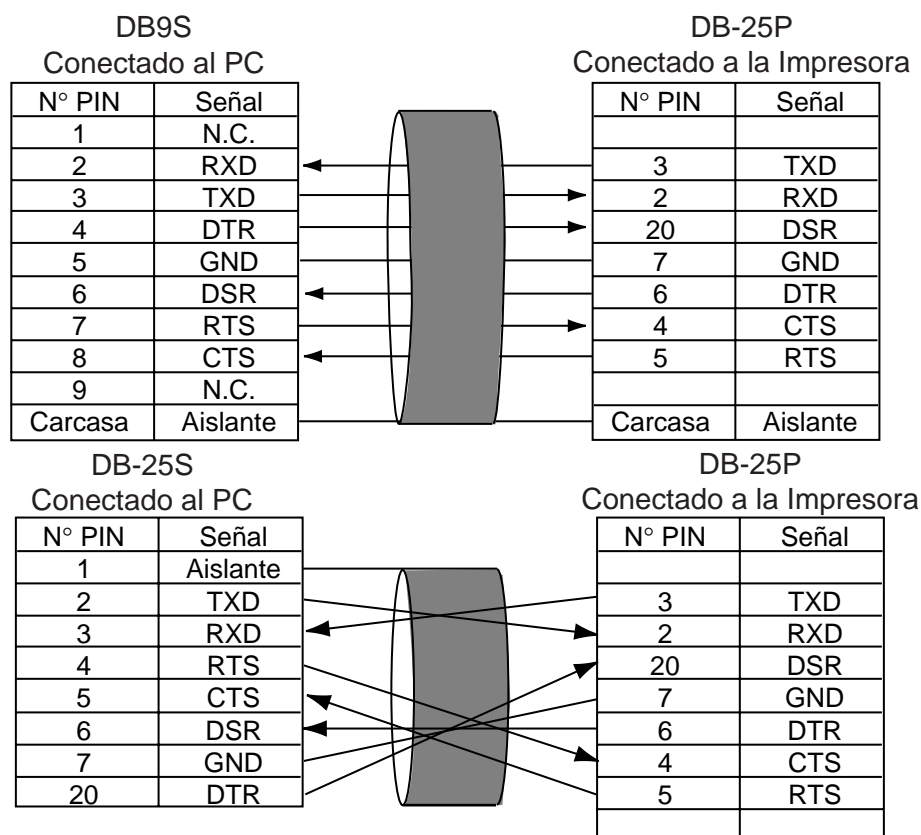 DB9S DB-25P
Conectado al PC Conectado a la Impresora
N° PIN Señal N° PIN Señal
1 N.C.
2 RXD 3 TXD
3 TXD 2 RXD
4 DTR 20 DSR
5 GND 7 GND
6 DSR 6 DTR
7 RTS 4 CTS
8 CTS 5 RTS
9 N.C.
Carcasa Aislante Carcasa Aislante
DB-25S DB-25P
Conectado al PC Conectado a la Impresora
N° PIN Señal N° PIN Señal
1 Aislante
2 TXD 3 TXD
3 RXD 2 RXD
4 RTS 20 DSR
5 CTS 7 GND
6 DSR 6 DTR
7 GND 4 CTS
20 DTR 5 RTS